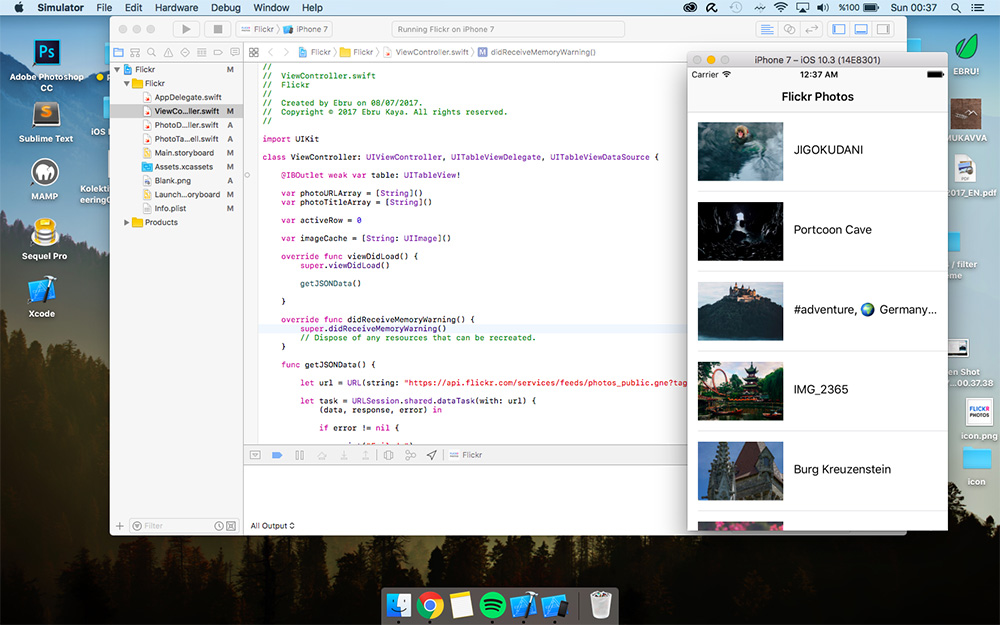 Simulator File Edit Hardware Debug Window Help
%100 Sun 00:37
Ps
Adobe Photoshop
CC
Sublime Text
MAMP
Sequel Pro
Xcode
iOS
Kolekti
eeringC
Flickr iPhone 7
Running Flickr on iPhone 7
Flickr Flickr ViewController.swift M didReceiveMemoryWarning()
Flickr M
Flickr
AppDelegate.swift
ViewCo...ller.swift M
PhotoD...ller.swift A
PhotoTa...ell.swift A
Main.storyboard M
Assets.xcassets M
Blank.png A
Launch...oryboard M
Info.plist M
Products
Filter
//
// ViewController.swift
// Flickr
//
// Created by Ebru on 08/07/2017.
// Copyright © 2017 Ebru Kaya. All rights reserved.
//
import UIKit
class ViewController: UIViewController, UITableViewDelegate, UITableViewDataSource {
@IBOutlet weak var table: UITableView!
var photoURLArray = [String]()
var photoTitleArray = [String]()
var activeRow = 0
var imageCache = [String: UIImage]()
override func viewDidLoad() {
super.viewDidLoad()
getJSONData()
}
override func didReceiveMemoryWarning() {
super.didReceiveMemoryWarning()
// Dispose of any resources that can be recreated.
}
func getJSONData() {
let url = URL(string: "https://api.flickr.com/services/feeds/photos_public.gne?tag
let task = URLSession.shared.dataTask(with: url) {
(data, response, error) in
if error != nil {
Flickr
All Output
iPhone 7 – iOS 10.3 (14E8301)
Carrier 12:37 AM
Flickr Photos
JIGOKUDANI
Portcoon Cave
#adventure, 🌍 Germany...
IMG_2365
Burg Kreuzenstein
EBRU!
MUKAVVA
PDF
2017_EN.pdf
/ filter
eme
en Shot
...00.37.38
FLICKR
PHOTOS
icon.png
icon